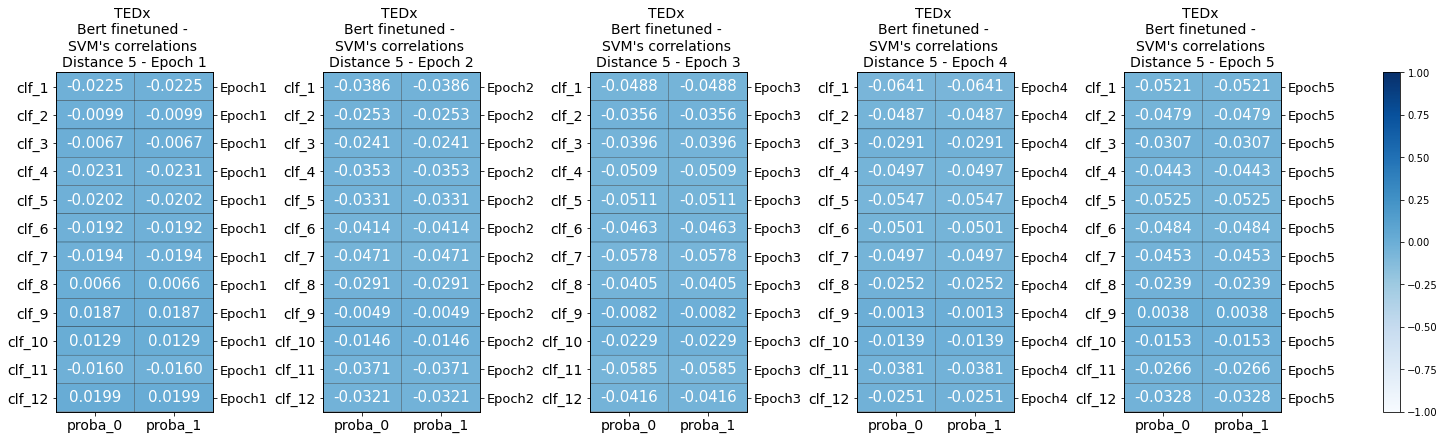 TEDx
Bert finetuned -
SVM's correlations
Distance 5 - Epoch 1
clf_1 -0.0225 -0.0225 Epoch1
clf_2 -0.0099 -0.0099 Epoch1
clf_3 -0.0067 -0.0067 Epoch1
clf_4 -0.0231 -0.0231 Epoch1
clf_5 -0.0202 -0.0202 Epoch1
clf_6 -0.0192 -0.0192 Epoch1
clf_7 -0.0194 -0.0194 Epoch1
clf_8 0.0066 0.0066 Epoch1
clf_9 0.0187 0.0187 Epoch1
clf_10 0.0129 0.0129 Epoch1
clf_11 -0.0160 -0.0160 Epoch1
clf_12 0.0199 0.0199 Epoch1
proba_0 proba_1
TEDx
Bert finetuned -
SVM's correlations
Distance 5 - Epoch 2
clf_1 -0.0386 -0.0386 Epoch2
clf_2 -0.0253 -0.0253 Epoch2
clf_3 -0.0241 -0.0241 Epoch2
clf_4 -0.0353 -0.0353 Epoch2
clf_5 -0.0331 -0.0331 Epoch2
clf_6 -0.0414 -0.0414 Epoch2
clf_7 -0.0471 -0.0471 Epoch2
clf_8 -0.0291 -0.0291 Epoch2
clf_9 -0.0049 -0.0049 Epoch2
clf_10 -0.0146 -0.0146 Epoch2
clf_11 -0.0371 -0.0371 Epoch2
clf_12 -0.0321 -0.0321 Epoch2
proba_0 proba_1
TEDx
Bert finetuned -
SVM's correlations
Distance 5 - Epoch 3
clf_1 -0.0488 -0.0488 Epoch3
clf_2 -0.0356 -0.0356 Epoch3
clf_3 -0.0396 -0.0396 Epoch3
clf_4 -0.0509 -0.0509 Epoch3
clf_5 -0.0511 -0.0511 Epoch3
clf_6 -0.0463 -0.0463 Epoch3
clf_7 -0.0578 -0.0578 Epoch3
clf_8 -0.0405 -0.0405 Epoch3
clf_9 -0.0082 -0.0082 Epoch3
clf_10 -0.0229 -0.0229 Epoch3
clf_11 -0.0585 -0.0585 Epoch3
clf_12 -0.0416 -0.0416 Epoch3
proba_0 proba_1
TEDx
Bert finetuned -
SVM's correlations
Distance 5 - Epoch 4
clf_1 -0.0641 -0.0641 Epoch4
clf_2 -0.0487 -0.0487 Epoch4
clf_3 -0.0291 -0.0291 Epoch4
clf_4 -0.0497 -0.0497 Epoch4
clf_5 -0.0547 -0.0547 Epoch4
clf_6 -0.0501 -0.0501 Epoch4
clf_7 -0.0497 -0.0497 Epoch4
clf_8 -0.0252 -0.0252 Epoch4
clf_9 -0.0013 -0.0013 Epoch4
clf_10 -0.0139 -0.0139 Epoch4
clf_11 -0.0381 -0.0381 Epoch4
clf_12 -0.0251 -0.0251 Epoch4
proba_0 proba_1
TEDx
Bert finetuned -
SVM's correlations
Distance 5 - Epoch 5
clf_1 -0.0521 -0.0521 Epoch5
clf_2 -0.0479 -0.0479 Epoch5
clf_3 -0.0307 -0.0307 Epoch5
clf_4 -0.0443 -0.0443 Epoch5
clf_5 -0.0525 -0.0525 Epoch5
clf_6 -0.0484 -0.0484 Epoch5
clf_7 -0.0453 -0.0453 Epoch5
clf_8 -0.0239 -0.0239 Epoch5
clf_9 0.0038 0.0038 Epoch5
clf_10 -0.0153 -0.0153 Epoch5
clf_11 -0.0266 -0.0266 Epoch5
clf_12 -0.0328 -0.0328 Epoch5
proba_0 proba_1
1.00
0.75
0.50
0.25
0.00
−0.25
−0.50
−0.75
−1.00